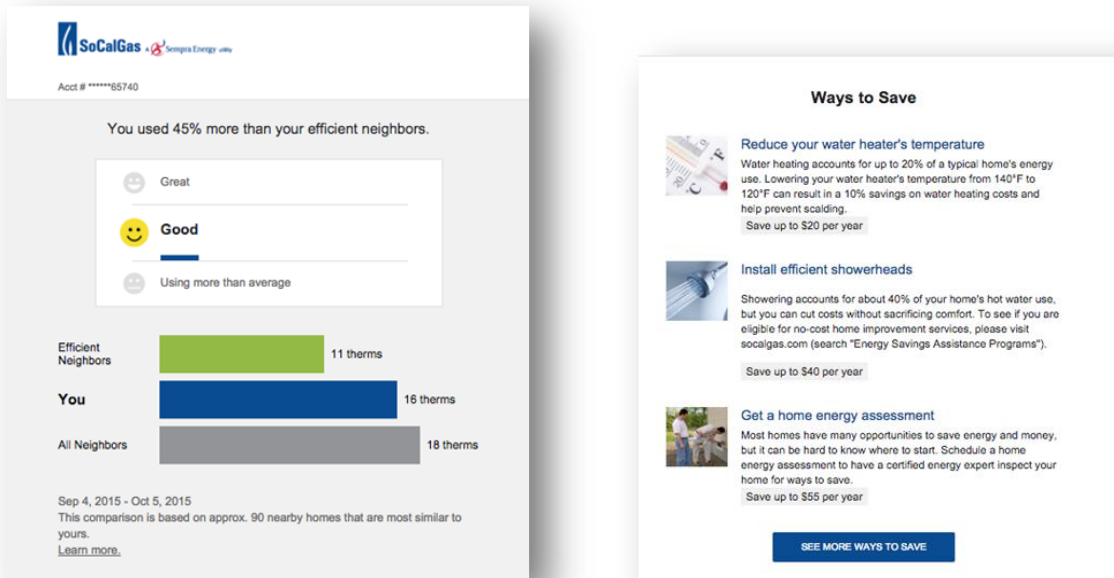 SoCalGas A Sempra Energy utility
Acct # ******65740
You used 45% more than your efficient neighbors.
Great
Good
Using more than average
Efficient
Neighbors
11 therms
You
16 therms
All Neighbors
18 therms
Sep 4, 2015 - Oct 5, 2015
This comparison is based on approx. 90 nearby homes that are most similar to
yours.
Learn more.
Ways to Save
Reduce your water heater's temperature
Water heating accounts for up to 20% of a typical home's energy
use. Lowering your water heater's temperature from 140°F to
120°F can result in a 10% savings on water heating costs and
help prevent scalding.
Save up to $20 per year
Install efficient showerheads
Showering accounts for about 40% of your home's hot water use,
but you can cut costs without sacrificing comfort. To see if you are
eligible for no-cost home improvement services, please visit
socalgas.com (search "Energy Savings Assistance Programs").
Save up to $40 per year
Get a home energy assessment
Most homes have many opportunities to save energy and money,
but it can be hard to know where to start. Schedule a home
energy assessment to have a certified energy expert inspect your
home for ways to save.
Save up to $55 per year
SEE MORE WAYS TO SAVE
°F
°C